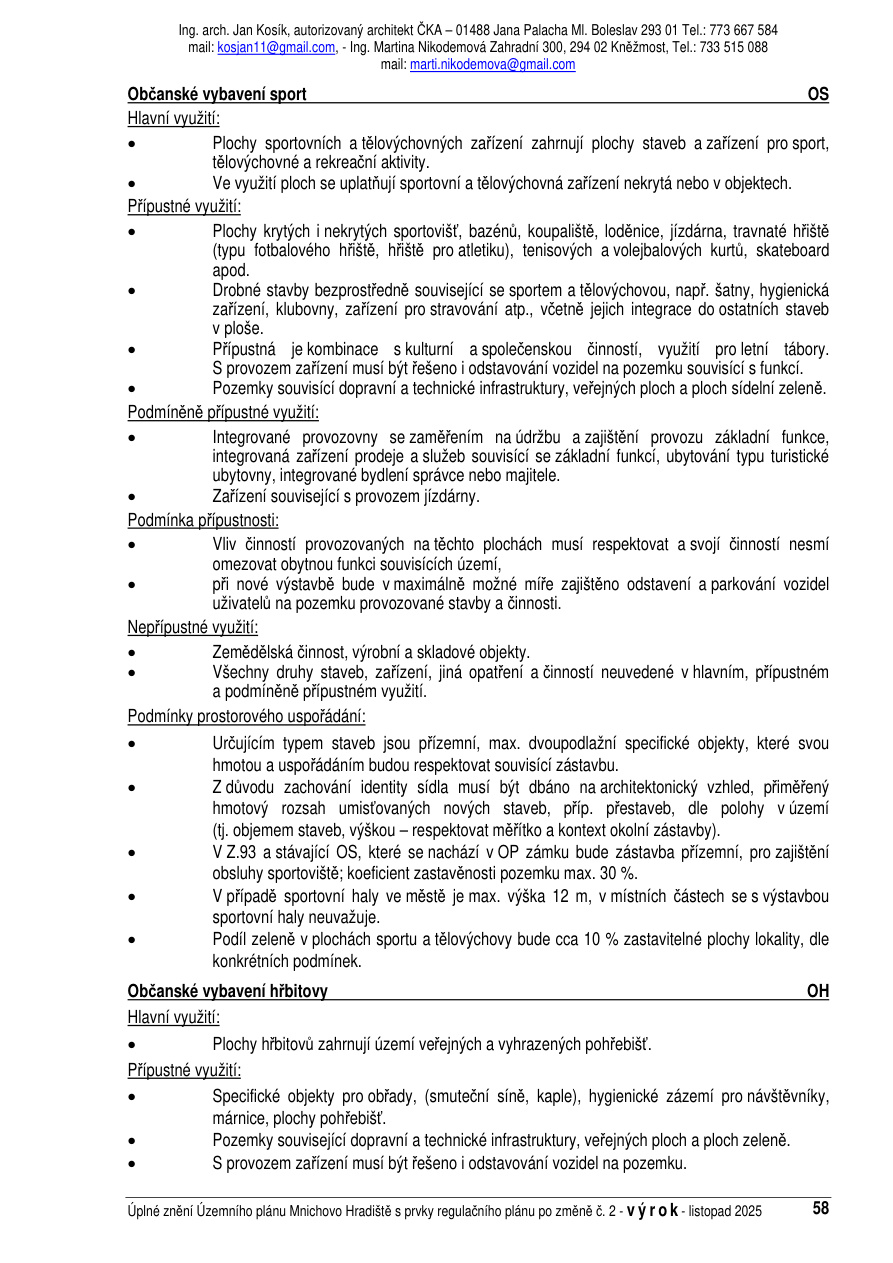 Ing. arch. Jan Kosík, autorizovaný architekt ČKA – 01488 Jana Palacha Ml. Boleslav 293 01 Tel.: 773 667 584
mail: kosjan11@gmail.com, - Ing. Martina Nikodemová Zahradní 300, 294 02 Kněžmost, Tel.: 733 515 088
mail: marti.nikodemova@gmail.com
Občanské vybavení sport OS
Hlavní využití:
• Plochy sportovních a tělovýchovných zařízení zahrnují plochy staveb a zařízení pro sport,
tělovýchovné a rekreační aktivity.
• Ve využití ploch se uplatňují sportovní a tělovýchovná zařízení nekrytá nebo v objektech.
Přípustné využití:
• Plochy krytých i nekrytých sportovišť, bazénů, koupaliště, loděnice, jízdárna, travnaté hřiště
(typu fotbalového hřiště, hřiště pro atletiku), tenisových a volejbalových kurtů, skateboard
apod.
• Drobné stavby bezprostředně související se sportem a tělovýchovou, např. šatny, hygienická
zařízení, klubovny, zařízení pro stravování atp., včetně jejich integrace do ostatních staveb
v ploše.
• Přípustná je kombinace s kulturní a společenskou činností, využití pro letní tábory.
S provozem zařízení musí být řešeno i odstavování vozidel na pozemku souvisící s funkcí.
• Pozemky souvisící dopravní a technické infrastruktury, veřejných ploch a ploch sídelní zeleně.
Podmíněně přípustné využití:
• Integrované provozovny se zaměřením na údržbu a zajištění provozu základní funkce,
integrovaná zařízení prodeje a služeb souvisící se základní funkcí, ubytování typu turistické
ubytovny, integrované bydlení správce nebo majitele.
• Zařízení související s provozem jízdárny.
Podmínka přípustnosti:
• Vliv činností provozovaných na těchto plochách musí respektovat a svojí činností nesmí
omezovat obytnou funkci souvisících území,
• při nové výstavbě bude v maximálně možné míře zajištěno odstavení a parkování vozidel
uživatelů na pozemku provozované stavby a činnosti.
Nepřípustné využití:
• Zemědělská činnost, výrobní a skladové objekty.
• Všechny druhy staveb, zařízení, jiná opatření a činností neuvedené v hlavním, přípustném
a podmíněně přípustném využití.
Podmínky prostorového uspořádání:
• Určujícím typem staveb jsou přízemní, max. dvoupodlažní specifické objekty, které svou
hmotou a uspořádáním budou respektovat souvisící zástavbu.
• Z důvodu zachování identity sídla musí být dbáno na architektonický vzhled, přiměřený
hmotový rozsah umisťovaných nových staveb, příp. přestaveb, dle polohy v území
(tj. objemem staveb, výškou – respektovat měřítko a kontext okolní zástavby).
• V Z.93 a stávající OS, které se nachází v OP zámku bude zástavba přízemní, pro zajištění
obsluhy sportoviště; koeficient zastavěnosti pozemku max. 30 %.
• V případě sportovní haly ve městě je max. výška 12 m, v místních částech se s výstavbou
sportovní haly neuvažuje.
• Podíl zeleně v plochách sportu a tělovýchovy bude cca 10 % zastavitelné plochy lokality, dle
konkrétních podmínek.
Občanské vybavení hřbitovy OH
Hlavní využití:
• Plochy hřbitovů zahrnují území veřejných a vyhrazených pohřebišť.
Přípustné využití:
• Specifické objekty pro obřady, (smuteční síně, kaple), hygienické zázemí pro návštěvníky,
márnice, plochy pohřebišť.
• Pozemky související dopravní a technické infrastruktury, veřejných ploch a ploch zeleně.
• S provozem zařízení musí být řešeno i odstavování vozidel na pozemku.
Úplné znění Územního plánu Mnichovo Hradiště s prvky regulačního plánu po změně č. 2 - v ý r o k - listopad 2025 58